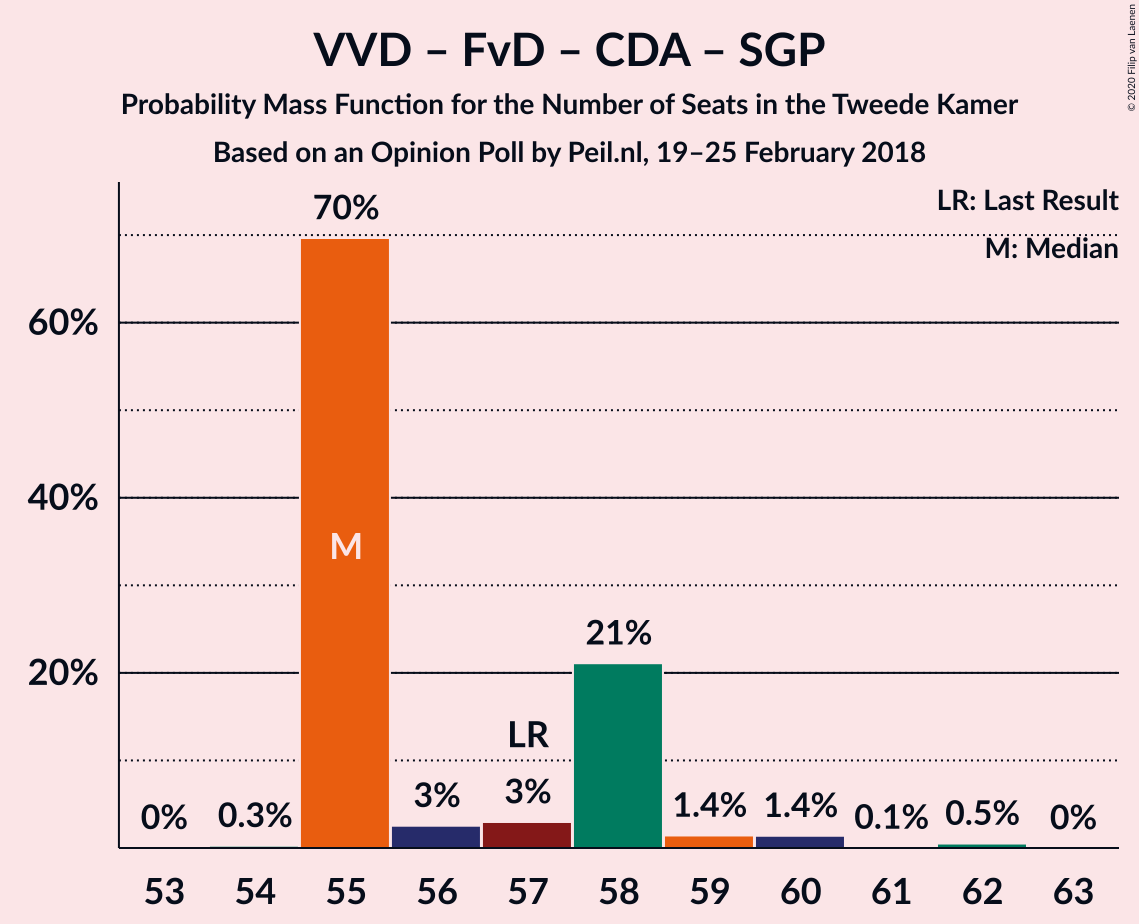 VVD – FvD – CDA – SGP
Probability Mass Function for the Number of Seats in the Tweede Kamer
Based on an Opinion Poll by Peil.nl, 19–25 February 2018
© 2020 Filip van Laenen
LR: Last Result
M: Median
70%
60%
40%
M
21%
20%
LR
0%
0.3%
3%
3%
1.4%
1.4%
0.1%
0.5%
0%
53 54 55 56 57 58 59 60 61 62 63